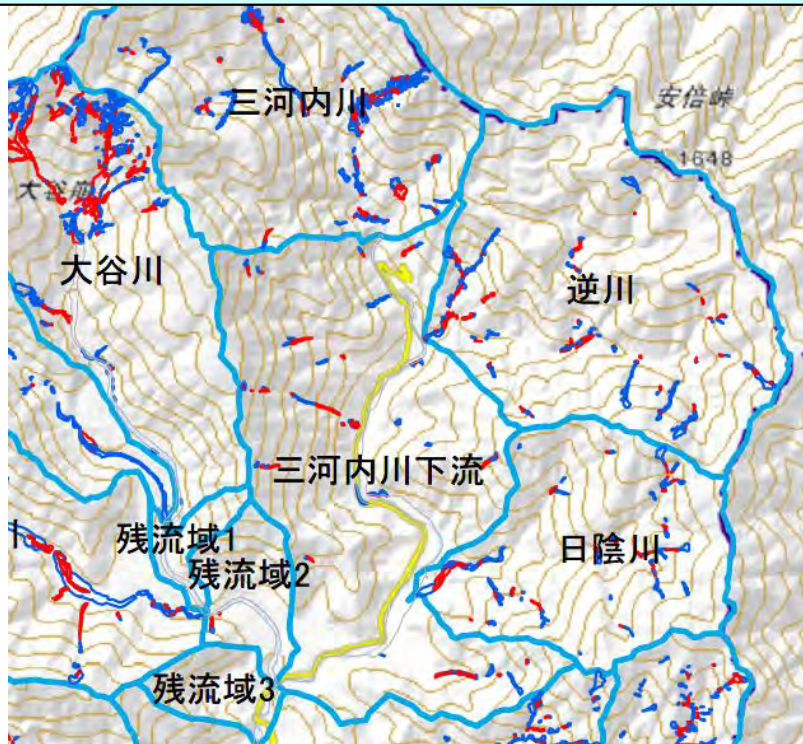 三河内川
安倍峠
1648
大谷崩
大谷川
逆川
三河内川下流
残流域1
残流域2
日陰川
残流域3